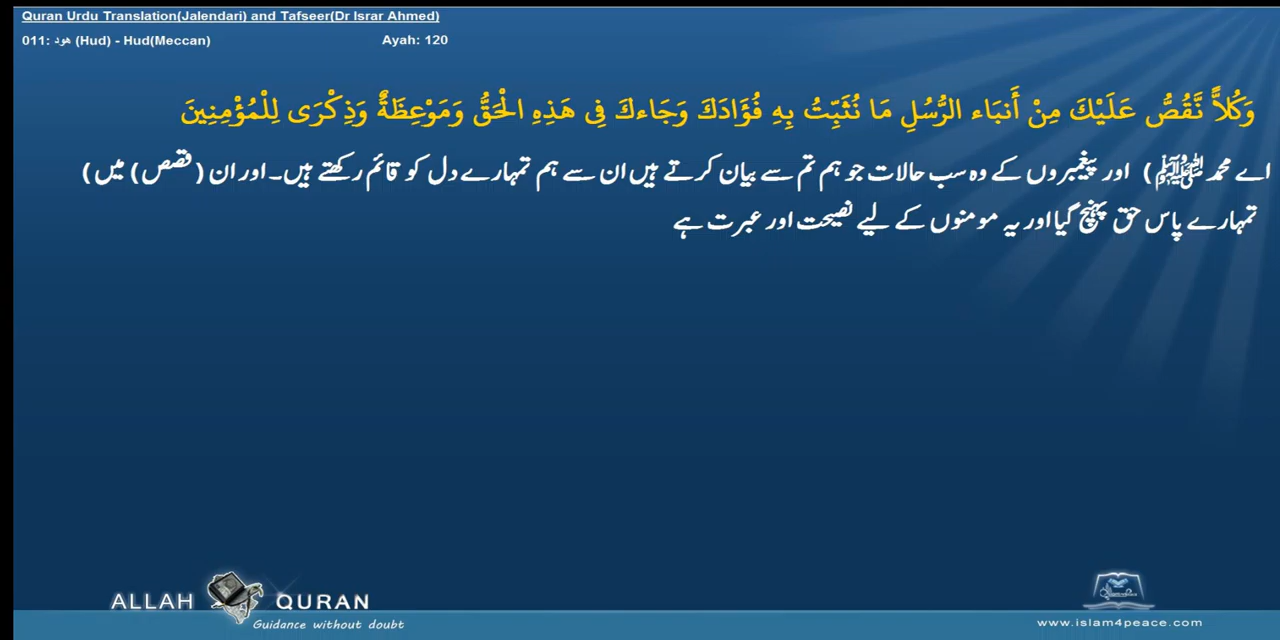 Quran Urdu Translation(Jalendari) and Tafseer(Dr Israr Ahmed)
011: هود (Hud) - Hud(Meccan) Ayah: 120
وَكُلاًّ نَّقُصُّ عَلَيْكَ مِنْ أَنبَاء الرُّسُلِ مَا نُثَبِّتُ بِهِ فُؤَادَكَ وَجَاءكَ فِي هَذِهِ الْحَقُّ وَمَوْعِظَةٌ وَذِكْرَى لِلْمُؤْمِنِينَ
اے محمد ﷺ) اور پیغمبروں کے وہ سب حالات جو ہم تم سے بیان کرتے ہیں ان سے ہم تمہارے دل کو قائم رکھتے ہیں۔ اور ان (قصص) میں)
تمہارے پاس حق پہنچ گیا اور یہ مومنوں کے لیے نصیحت اور عبرت ہے
ALLAH QURAN
Guidance without doubt
www.islam4peace.com